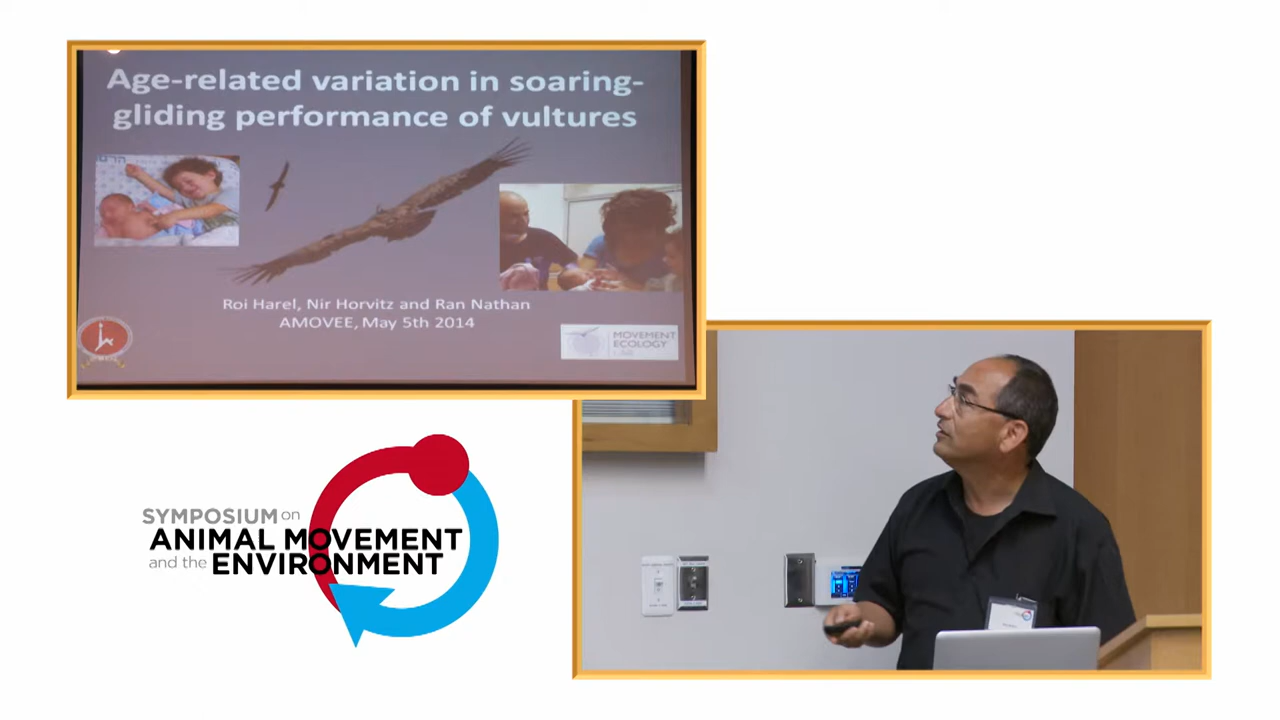 Age-related variation in soaring-
gliding performance of vultures
Roi Harel, Nir Horvitz and Ran Nathan
AMOVEE, May 5th 2014
MOVEMENT
ECOLOGY
LAB
SYMPOSIUM on
ANIMAL MOVEMENT
and the ENVIRONMENT